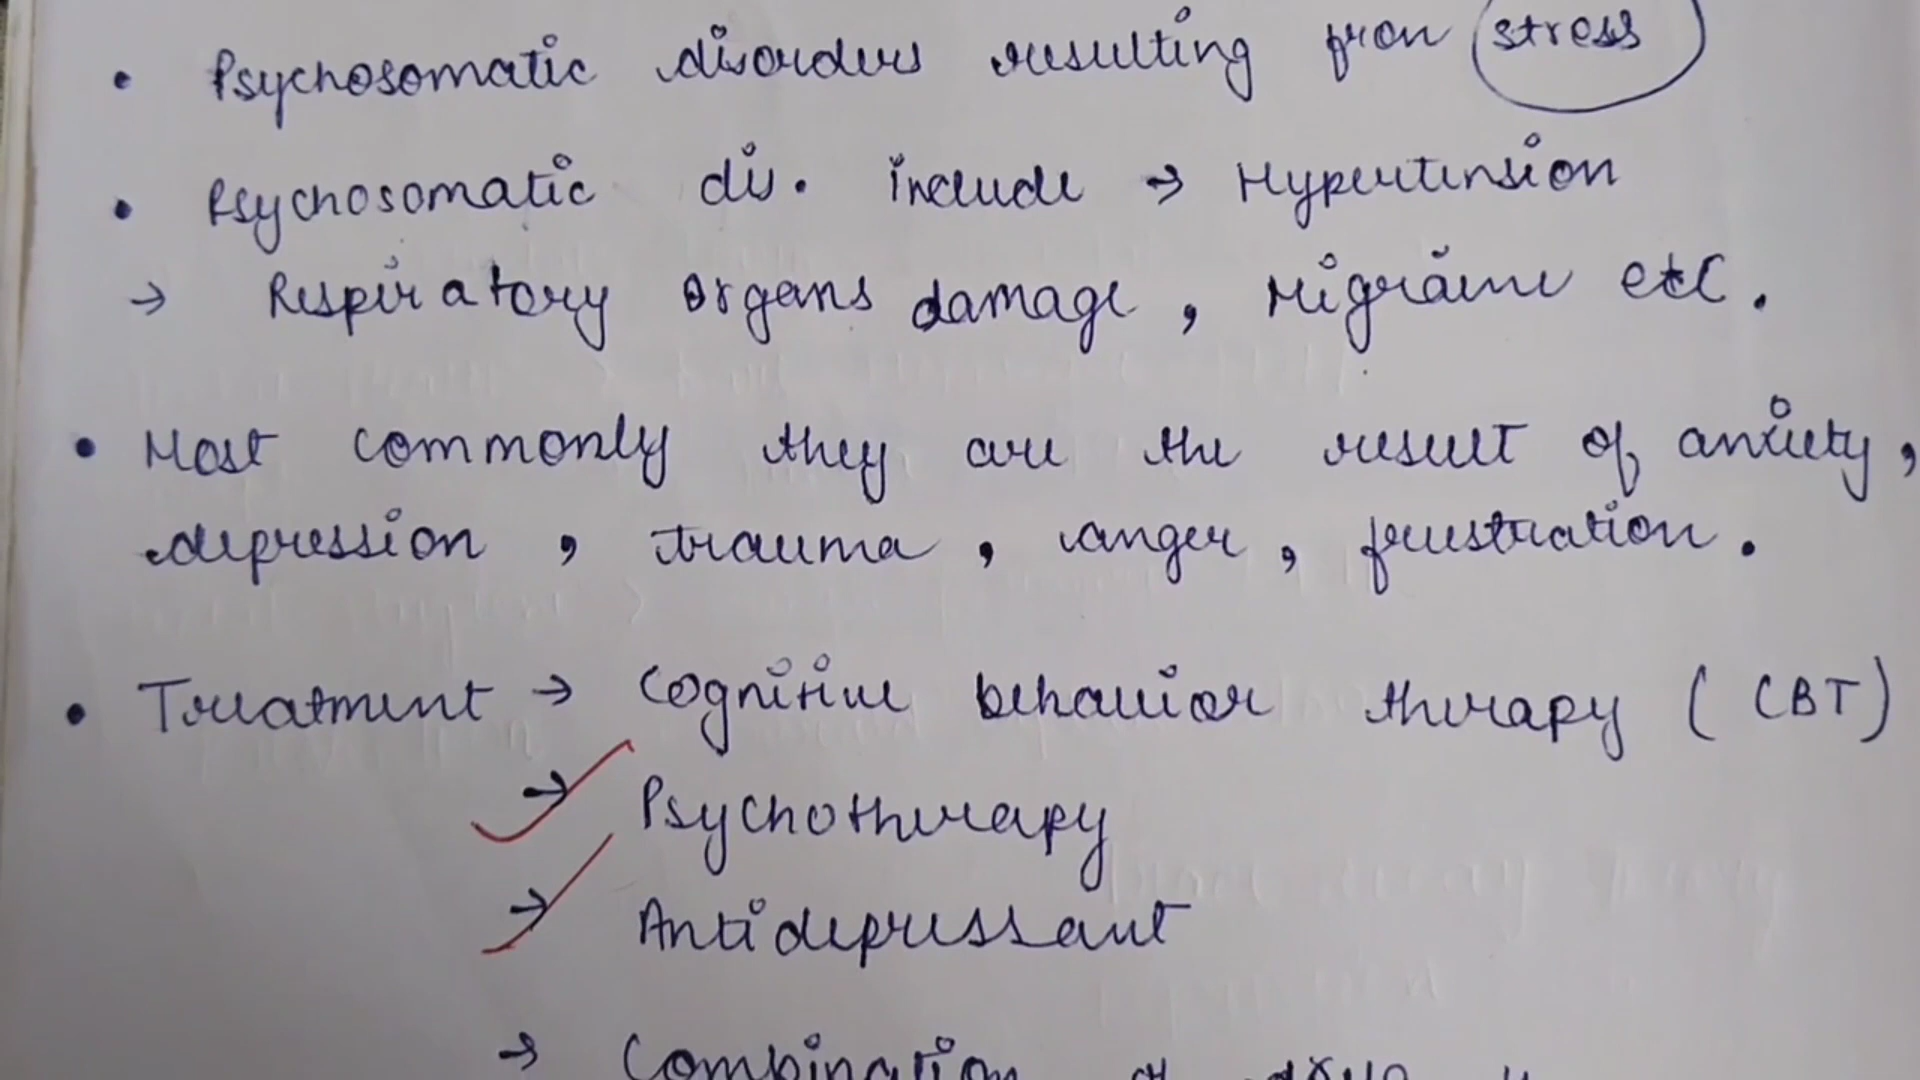 • Psychosomatic disorders resulting from stress
• Psychosomatic dis. include → Hypertension
→ Respiratory organs damage, Migraine etc.
• Most commonly they are the result of anxiety,
depression, trauma, anger, frustration.
• Treatment → Cognitive behavior therapy (CBT)
→ Psychotherapy
→ Antidepressant
→ Combination of